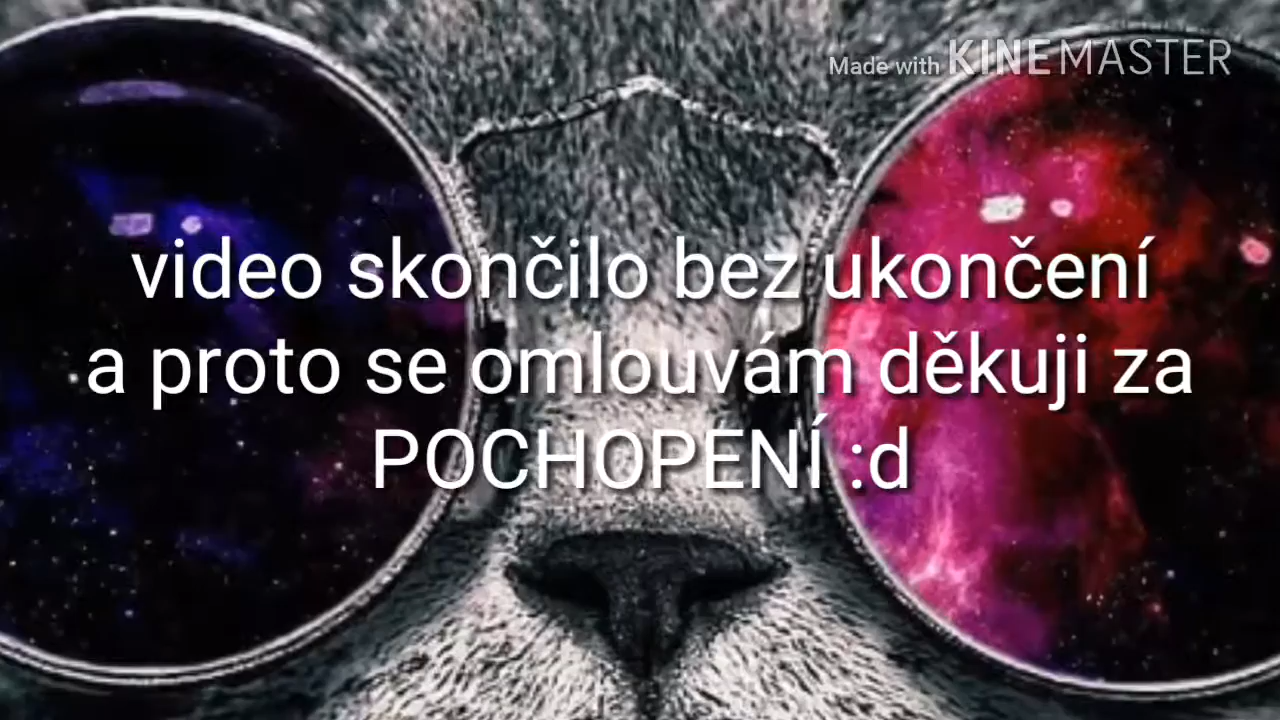 Made with KINEMASTER
video skončilo bez ukončení
a proto se omlouvám děkuji za
POCHOPENÍ :d